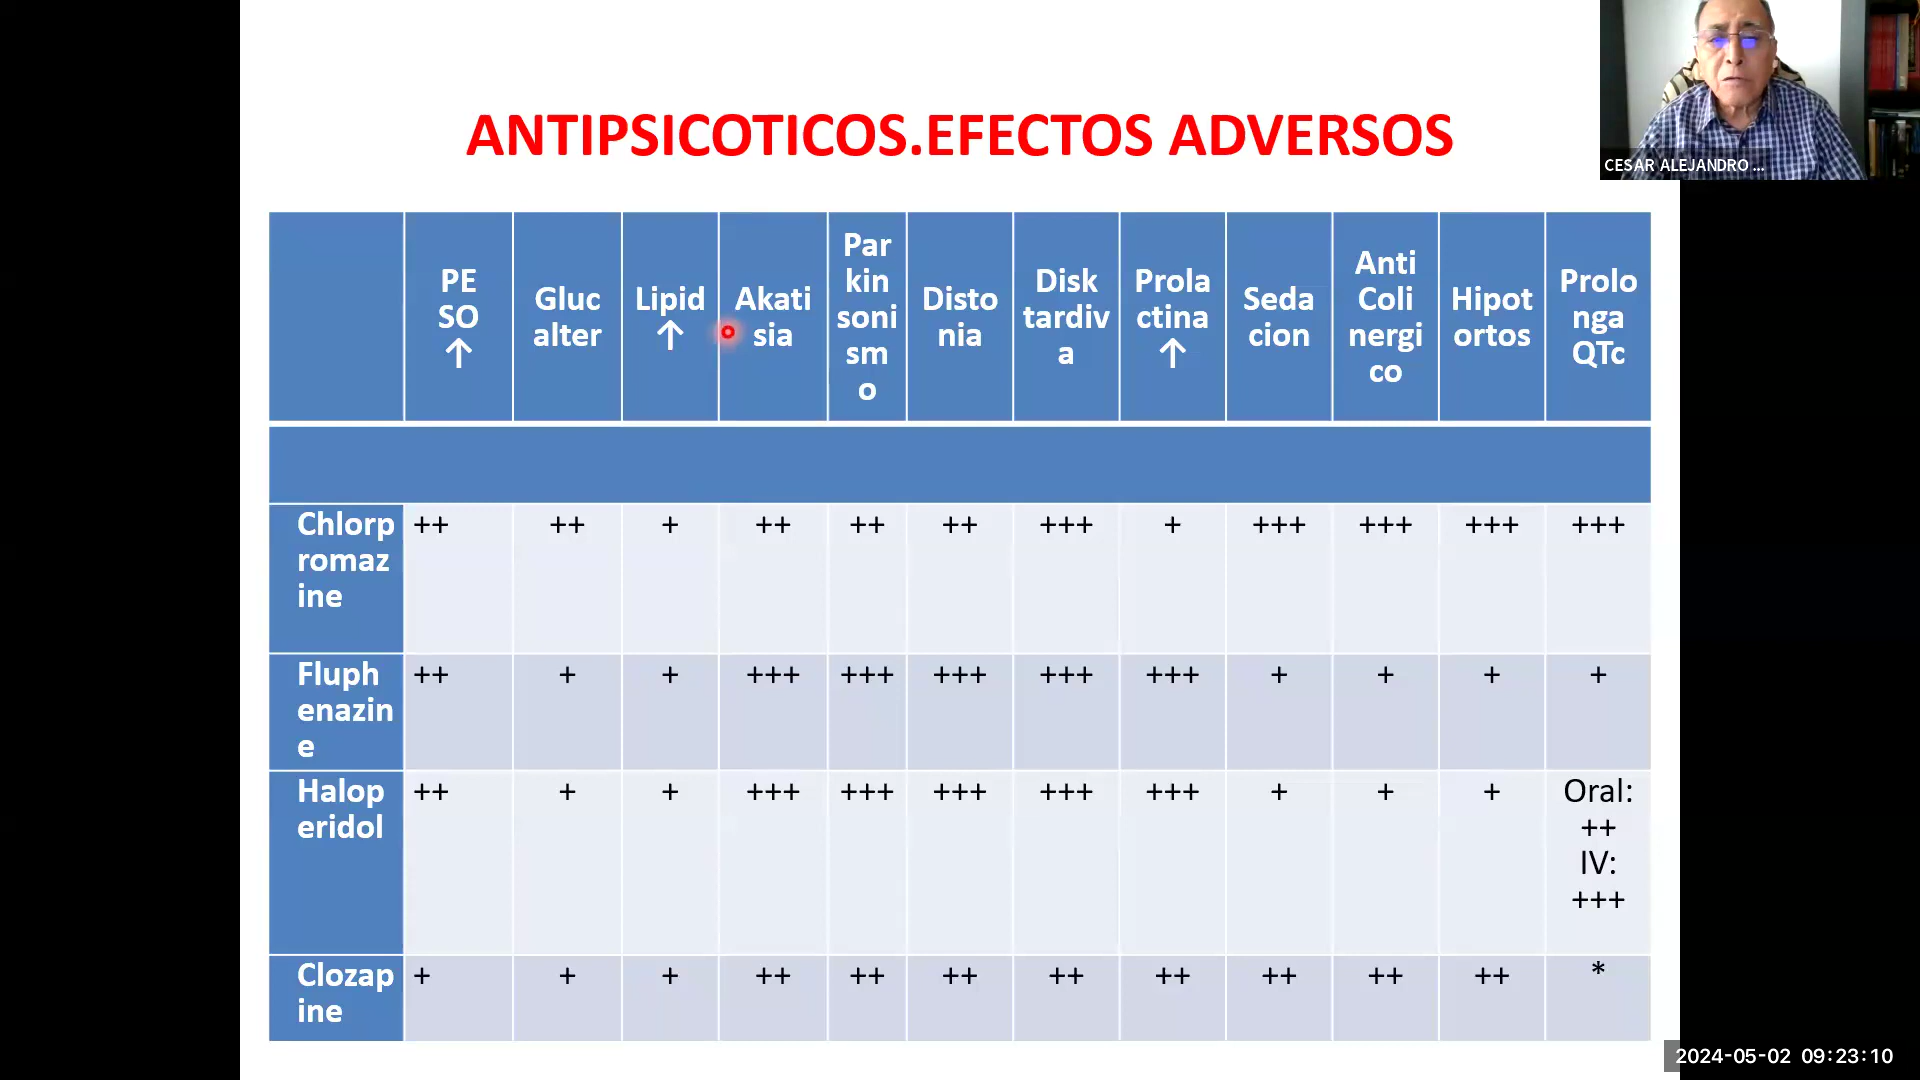 CESAR ALEJANDRO ...
ANTIPSICOTICOS.EFECTOS ADVERSOS
PE
SO
↑
Gluc
alter
Lipid
↑
Akati
sia
Par
kin
soni
sm
o
Disto
nia
Disk
tardiv
a
Prola
ctina
↑
Seda
cion
Anti
Coli
nergi
co
Hipot
ortos
Prolo
nga
QTc
Chlorp
romaz
ine
++ ++ + ++ ++ ++ +++ + +++ +++ +++ +++
Fluph
enazin
e
++ + + +++ +++ +++ +++ +++ + + + +
Halop
eridol
++ + + +++ +++ +++ +++ +++ + + +
Oral:
++
IV:
+++
Clozap
ine
+ + + ++ ++ ++ ++ ++ ++ ++ ++ *
2024-05-02 09:23:10